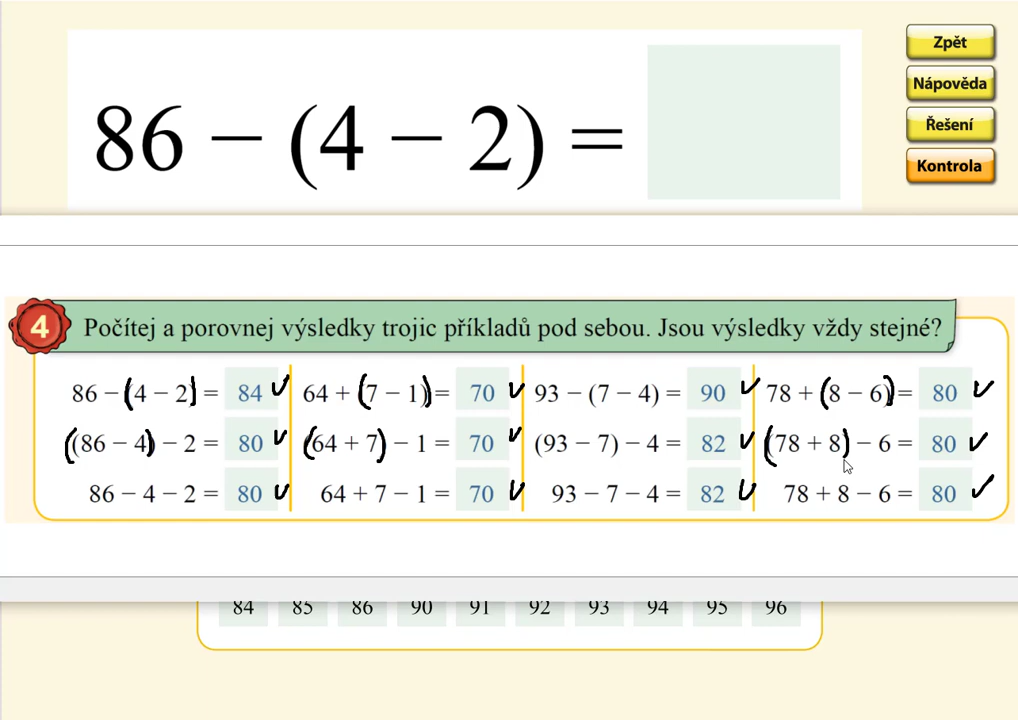 86 − (4 − 2) =
Zpět
Nápověda
Řešení
Kontrola
4 Počítej a porovnej výsledky trojic příkladů pod sebou. Jsou výsledky vždy stejné?
86 − (4 − 2) = 84 64 + (7 − 1) = 70 93 − (7 − 4) = 90 78 + (8 − 6) = 80
(86 − 4) − 2 = 80 (64 + 7) − 1 = 70 (93 − 7) − 4 = 82 (78 + 8) − 6 = 80
86 − 4 − 2 = 80 64 + 7 − 1 = 70 93 − 7 − 4 = 82 78 + 8 − 6 = 80
84 85 86 90 91 92 93 94 95 96